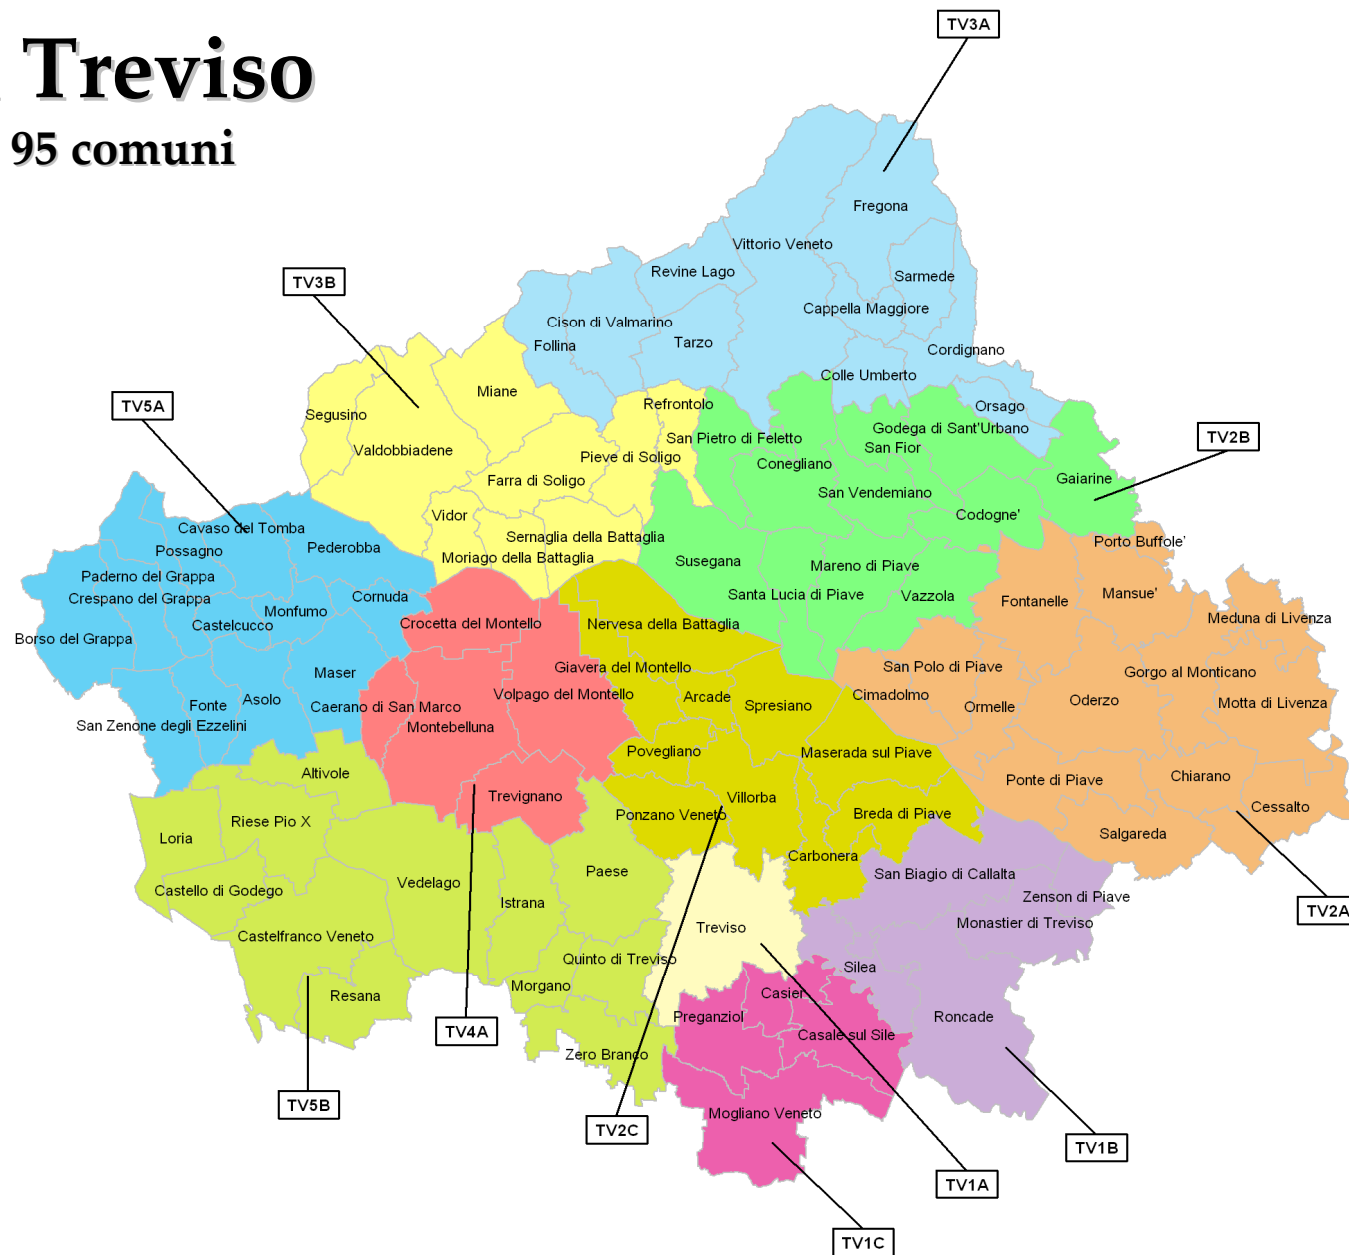 Treviso
95 comuni
TV3A
Fregona
Vittorio Veneto
Revine Lago
Sarmede
TV3B
Cappella Maggiore
Cison di Valmarino
Tarzo
Follina
Cordignano
Colle Umberto
Miane
TV5A
Refrontolo
Orsago
Segusino
Godega di Sant'Urbano
San Pietro di Feletto
TV2B
San Fior
Valdobbiadene
Pieve di Soligo
Conegliano
Gaiarine
Farra di Soligo
San Vendemiano
Vidor
Codogne'
Cavaso del Tomba
Sernaglia della Battaglia
Porto Buffole'
Pederobba
Possagno
Moriago della Battaglia
Susegana
Mareno di Piave
Paderno del Grappa
Mansue'
Santa Lucia di Piave
Vazzola
Crespano del Grappa
Cornuda
Fontanelle
Monfumo
Meduna di Livenza
Castelcucco
Crocetta del Montello
Nervesa della Battaglia
Borso del Grappa
Giavera del Montello
San Polo di Piave
Maser
Gorgo al Monticano
Volpago del Montello
Cimadolmo
Arcade
Asolo
Oderzo
Motta di Livenza
Fonte
Caerano di San Marco
Spresiano
Ormelle
San Zenone degli Ezzelini
Montebelluna
Povegliano
Maserada sul Piave
Altivole
Chiarano
Ponte di Piave
Trevignano
Villorba
Cessalto
Ponzano Veneto
Breda di Piave
Riese Pio X
Salgareda
Loria
Carbonera
Paese
San Biagio di Callalta
Vedelago
Castello di Godego
Zenson di Piave
Istrana
TV2A
Monastier di Treviso
Treviso
Castelfranco Veneto
Quinto di Treviso
Silea
Morgano
Casier
Resana
Preganziol
Roncade
TV4A
Casale sul Sile
Zero Branco
TV5B
Mogliano Veneto
TV2C
TV1B
TV1A
TV1C